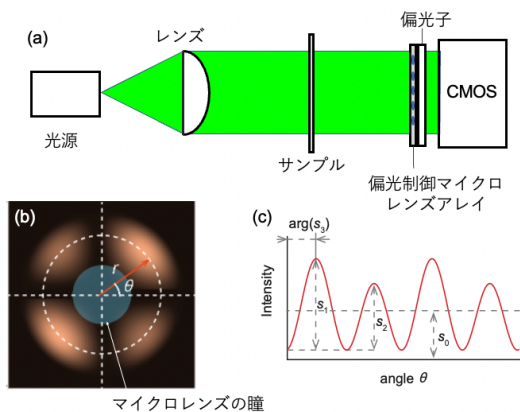 (a)
レンズ
偏光子
CMOS
光源
サンプル
偏光制御マイクロ
レンズアレイ
(b)
r
θ
マイクロレンズの瞳
(c)
arg(s3)
Intensity
s1
s2
s0
angle θ